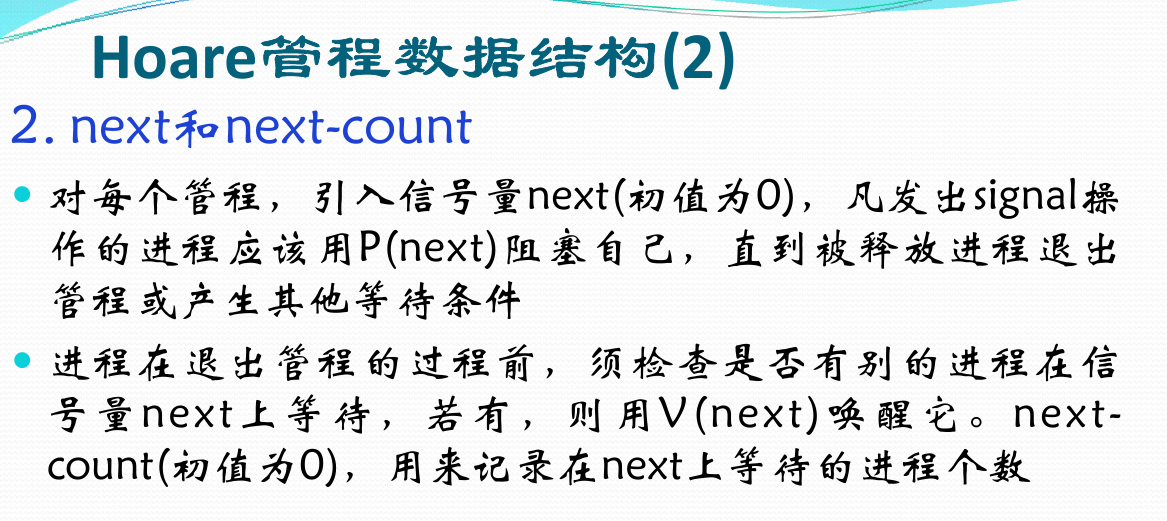 Hoare管程数据结构(2)
2. next和next-count
• 对每个管程，引入信号量next(初值为0)，凡发出signal操
作的进程应该用P(next)阻塞自己，直到被释放进程退出
管程或产生其他等待条件
• 进程在退出管程的过程前，须检查是否有别的进程在信
号量next上等待，若有，则用V(next)唤醒它。next-
count(初值为0)，用来记录在next上等待的进程个数